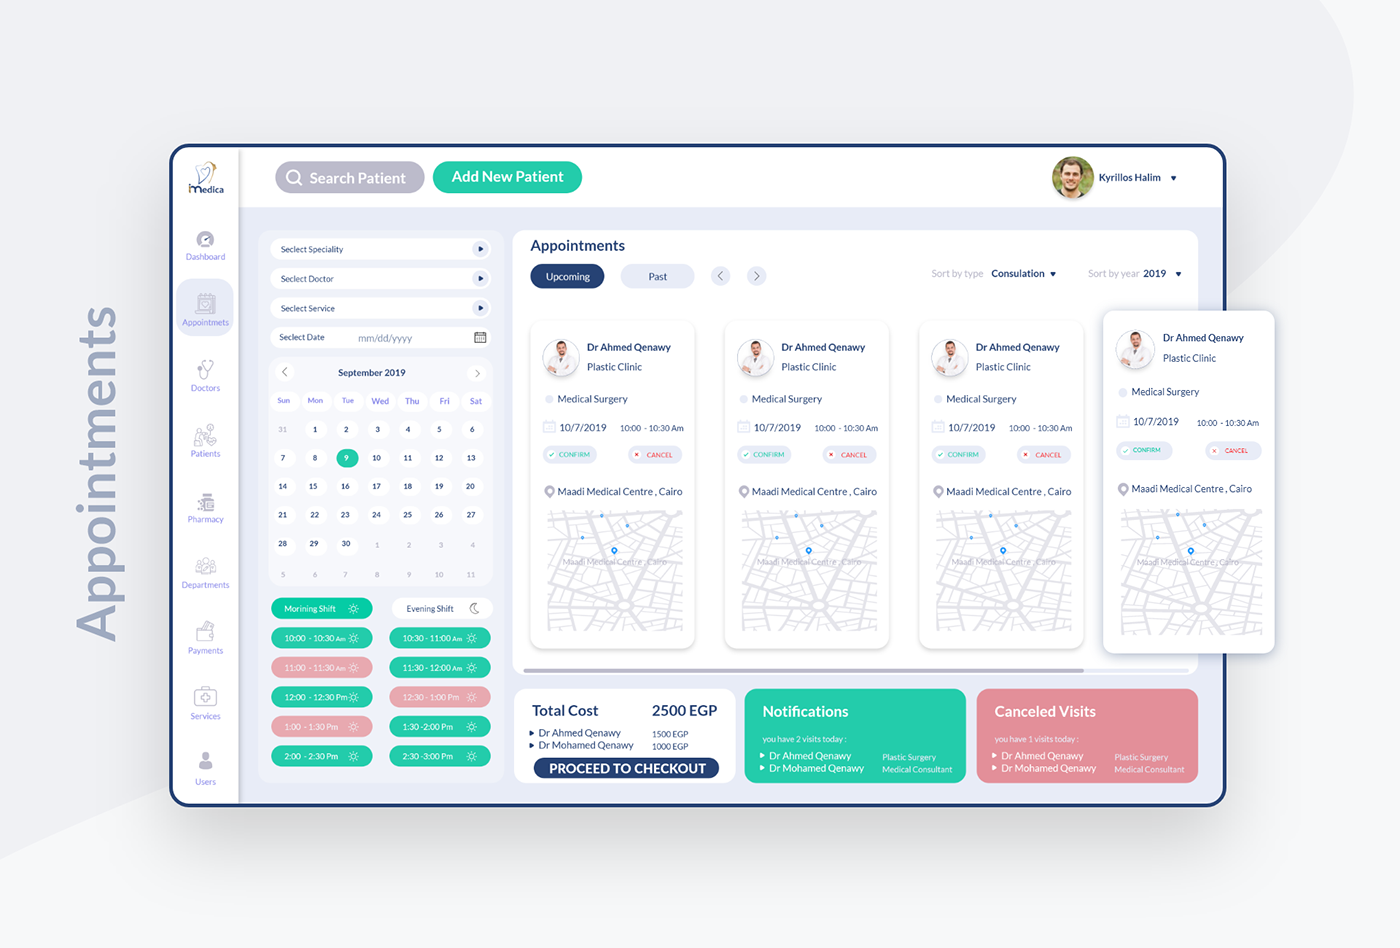 Appointments
iMedica
Search Patient
Add New Patient
Kyrillos Halim
Dashboard
Appointmets
Doctors
Patients
Pharmacy
Departments
Payments
Services
Users
Seclect Speciality
Seclect Doctor
Seclect Service
Seclect Date mm/dd/yyyy
September 2019
Sun Mon Tue Wed Thu Fri Sat
31 1 2 3 4 5 6
7 8 9 10 11 12 13
14 15 16 17 18 19 20
21 22 23 24 25 26 27
28 29 30 1 2 3 4
5 6 7 8 9 10 11
Morining Shift Evening Shift
10:00 - 10:30 Am 10:30 - 11:00 Am
11:00 - 11:30 Am 11:30 - 12:00 Am
12:00 - 12:30 Pm 12:30 - 1:00 Pm
1:00 - 1:30 Pm 1:30 -2:00 Pm
2:00 - 2:30 Pm 2:30 -3:00 Pm
Appointments
Upcoming Past
Sort by type Consulation Sort by year 2019
Dr Ahmed Qenawy
Plastic Clinic
Medical Surgery
10/7/2019 10:00 - 10:30 Am
CONFIRM CANCEL
Maadi Medical Centre , Cairo
Maadi Medical Centre , Cairo
Dr Ahmed Qenawy
Plastic Clinic
Medical Surgery
10/7/2019 10:00 - 10:30 Am
CONFIRM CANCEL
Maadi Medical Centre , Cairo
Maadi Medical Centre , Cairo
Dr Ahmed Qenawy
Plastic Clinic
Medical Surgery
10/7/2019 10:00 - 10:30 Am
CONFIRM CANCEL
Maadi Medical Centre , Cairo
Maadi Medical Centre , Cairo
Dr Ahmed Qenawy
Plastic Clinic
Medical Surgery
10/7/2019 10:00 - 10:30 Am
CONFIRM CANCEL
Maadi Medical Centre , Cairo
Maadi Medical Centre , Cairo
Total Cost 2500 EGP
Dr Ahmed Qenawy 1500 EGP
Dr Mohamed Qenawy 1000 EGP
PROCEED TO CHECKOUT
Notifications
you have 2 visits today :
Dr Ahmed Qenawy Plastic Surgery
Dr Mohamed Qenawy Medical Consultant
Canceled Visits
you have 1 visits today :
Dr Ahmed Qenawy Plastic Surgery
Dr Mohamed Qenawy Medical Consultant